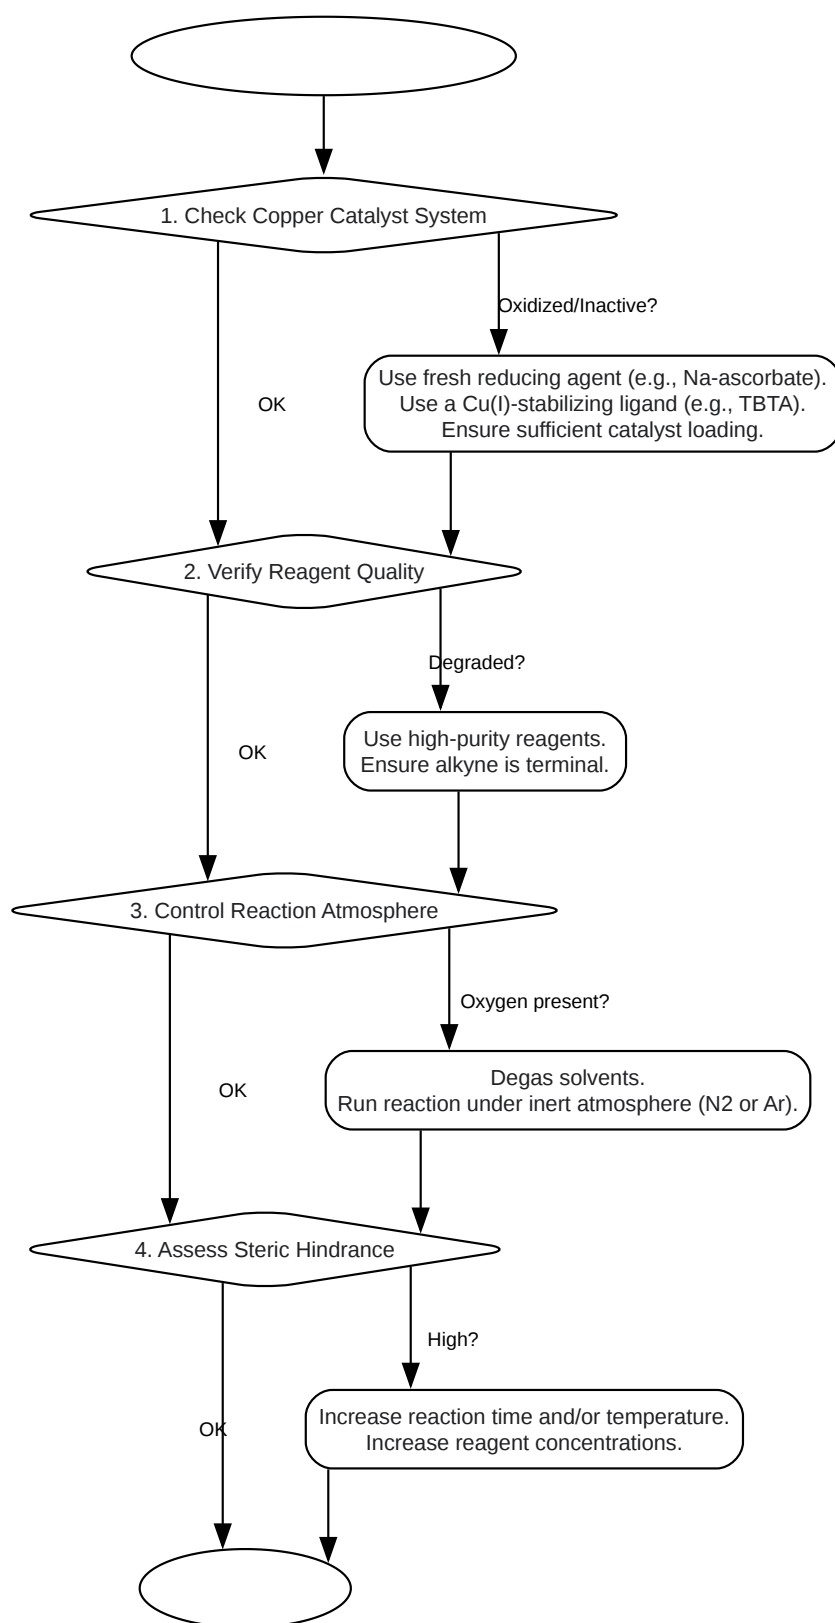 1. Check Copper Catalyst System
Oxidized/Inactive?
OK
Use fresh reducing agent (e.g., Na-ascorbate).
Use a Cu(I)-stabilizing ligand (e.g., TBTA).
Ensure sufficient catalyst loading.
2. Verify Reagent Quality
Degraded?
OK
Use high-purity reagents.
Ensure alkyne is terminal.
3. Control Reaction Atmosphere
Oxygen present?
OK
Degas solvents.
Run reaction under inert atmosphere (N2 or Ar).
4. Assess Steric Hindrance
High?
OK
Increase reaction time and/or temperature.
Increase reagent concentrations.